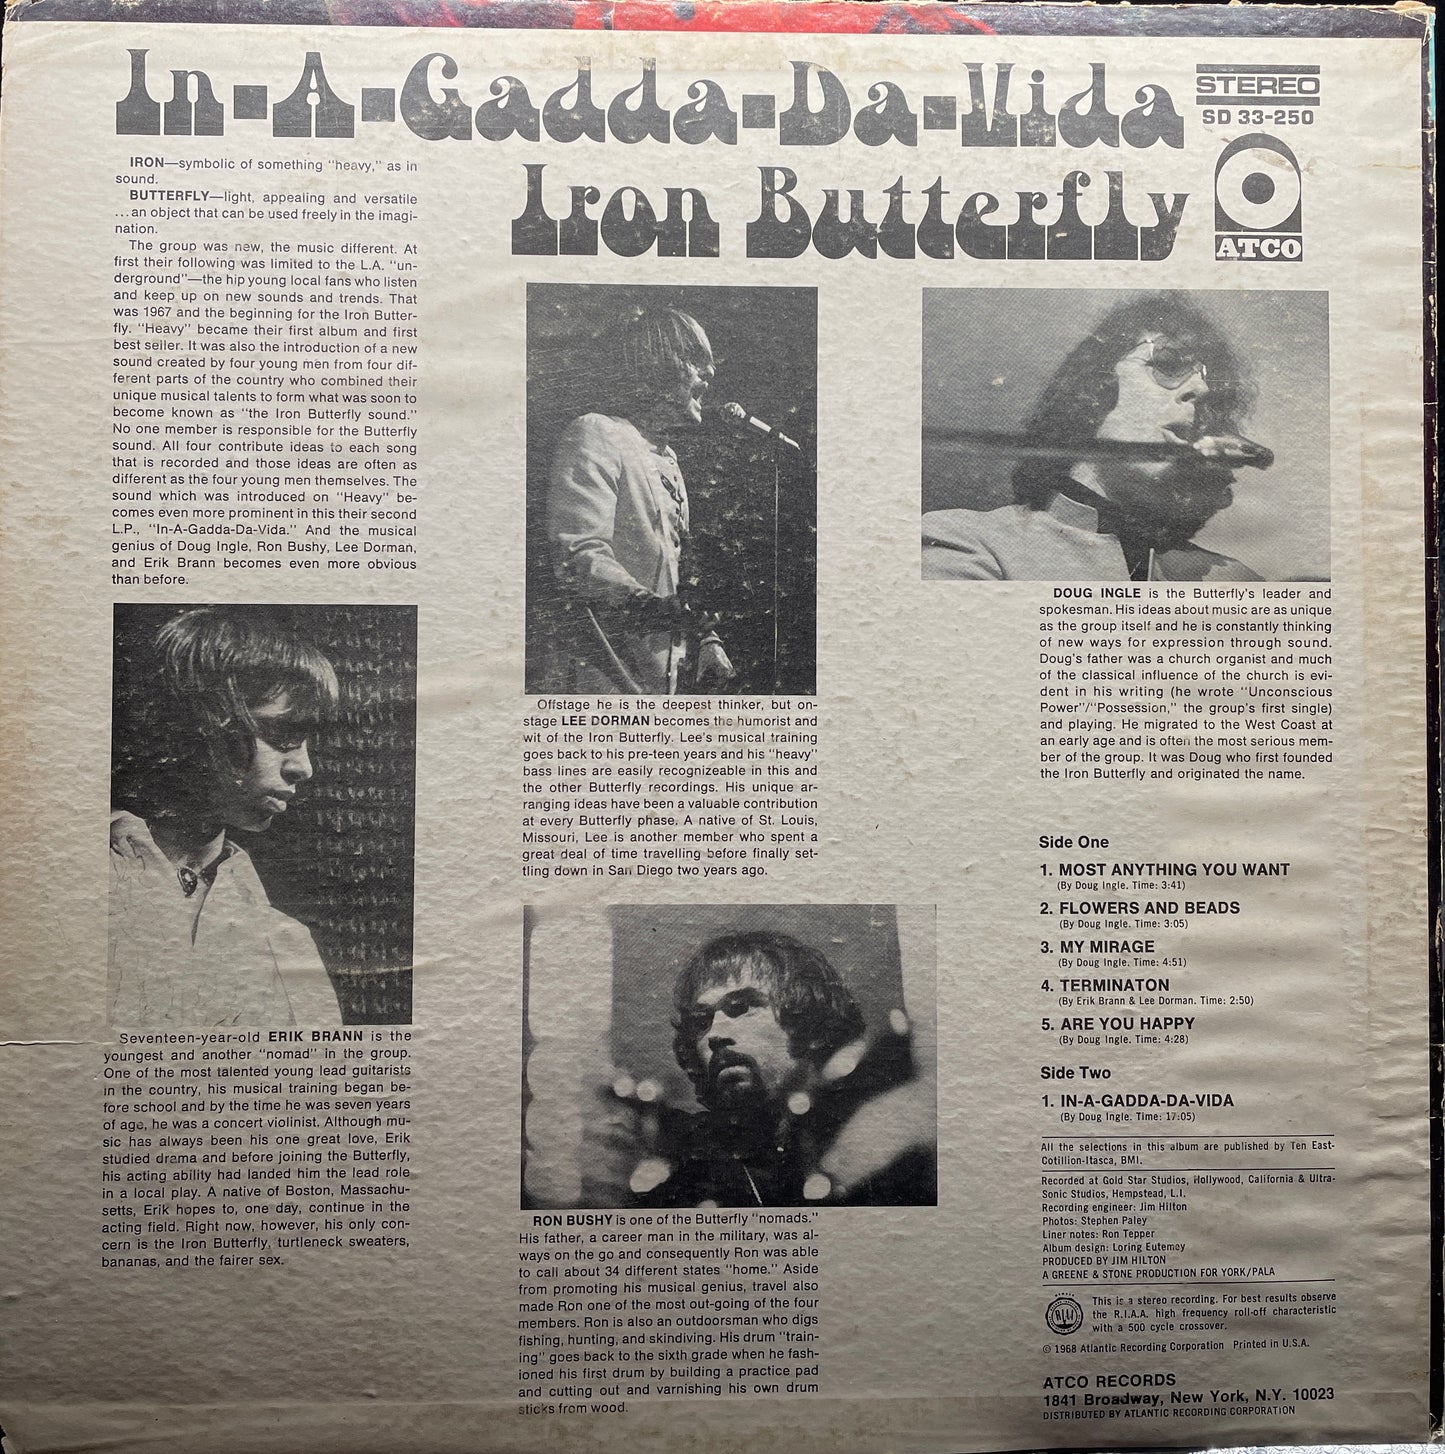 In-A-Gadda-Da-Vida
Iron Butterfly
STEREO
SD 33-250
ATCO
IRON—symbolic of something "heavy," as in
sound.
BUTTERFLY—light, appealing and versatile
...an object that can be used freely in the imagi-
nation.
The group was new, the music different. At
first their following was limited to the L.A. "un-
derground"—the hip young local fans who listen
and keep up on new sounds and trends. That
was 1967 and the beginning for the Iron Butter-
fly. "Heavy" became their first album and first
best seller. It was also the introduction of a new
sound created by four young men from four dif-
ferent parts of the country who combined their
unique musical talents to form what was soon to
become known as "the Iron Butterfly sound."
No one member is responsible for the Butterfly
sound. All four contribute ideas to each song
that is recorded and those ideas are often as
different as the four young men themselves. The
sound which was introduced on "Heavy" be-
comes even more prominent in this their second
L.P., "In-A-Gadda-Da-Vida." And the musical
genius of Doug Ingle, Ron Bushy, Lee Dorman,
and Erik Brann becomes even more obvious
than before.
Seventeen-year-old ERIK BRANN is the
youngest and another "nomad" in the group.
One of the most talented young lead guitarists
in the country, his musical training began be-
fore school and by the time he was seven years
of age, he was a concert violinist. Although mu-
sic has always been his one great love, Erik
studied drama and before joining the Butterfly,
his acting ability had landed him the lead role
in a local play. A native of Boston, Massachu-
setts, Erik hopes to, one day, continue in the
acting field. Right now, however, his only con-
cern is the Iron Butterfly, turtleneck sweaters,
bananas, and the fairer sex.
Offstage he is the deepest thinker, but on-
stage LEE DORMAN becomes the humorist and
wit of the Iron Butterfly. Lee's musical training
goes back to his pre-teen years and his "heavy"
bass lines are easily recognizeable in this and
the other Butterfly recordings. His unique ar-
ranging ideas have been a valuable contribution
at every Butterfly phase. A native of St. Louis,
Missouri, Lee is another member who spent a
great deal of time travelling before finally set-
tling down in San Diego two years ago.
RON BUSHY is one of the Butterfly "nomads."
His father, a career man in the military, was al-
ways on the go and consequently Ron was able
to call about 34 different states "home." Aside
from promoting his musical genius, travel also
made Ron one of the most out-going of the four
members. Ron is also an outdoorsman who digs
fishing, hunting, and skindiving. His drum "train-
ing" goes back to the sixth grade when he fash-
ioned his first drum by building a practice pad
and cutting out and varnishing his own drum
sticks from wood.
DOUG INGLE is the Butterfly's leader and
spokesman. His ideas about music are as unique
as the group itself and he is constantly thinking
of new ways for expression through sound.
Doug's father was a church organist and much
of the classical influence of the church is evi-
dent in his writing (he wrote "Unconscious
Power"/"Possession," the group's first single)
and playing. He migrated to the West Coast at
an early age and is often the most serious mem-
ber of the group. It was Doug who first founded
the Iron Butterfly and originated the name.
Side One
1. MOST ANYTHING YOU WANT
(By Doug Ingle. Time: 3:41)
2. FLOWERS AND BEADS
(By Doug Ingle. Time: 3:05)
3. MY MIRAGE
(By Doug Ingle. Time: 4:51)
4. TERMINATON
(By Erik Brann & Lee Dorman. Time: 2:50)
5. ARE YOU HAPPY
(By Doug Ingle. Time: 4:28)
Side Two
1. IN-A-GADDA-DA-VIDA
(By Doug Ingle. Time: 17:05)
All the selections in this album are published by Ten East-
Cotillion-Itasca, BMI.
Recorded at Gold Star Studios, Hollywood, California & Ultra-
Sonic Studios, Hempstead, L.I.
Recording engineer: Jim Hilton
Photos: Stephen Paley
Liner notes: Ron Tepper
Album design: Loring Eutemey
PRODUCED BY JIM HILTON
A GREENE & STONE PRODUCTION FOR YORK/PALA
This is a stereo recording. For best results observe
the R.I.A.A. high frequency roll-off characteristic
with a 500 cycle crossover.
© 1968 Atlantic Recording Corporation Printed in U.S.A.
ATCO RECORDS
1841 Broadway, New York, N.Y. 10023
DISTRIBUTED BY ATLANTIC RECORDING CORPORATION